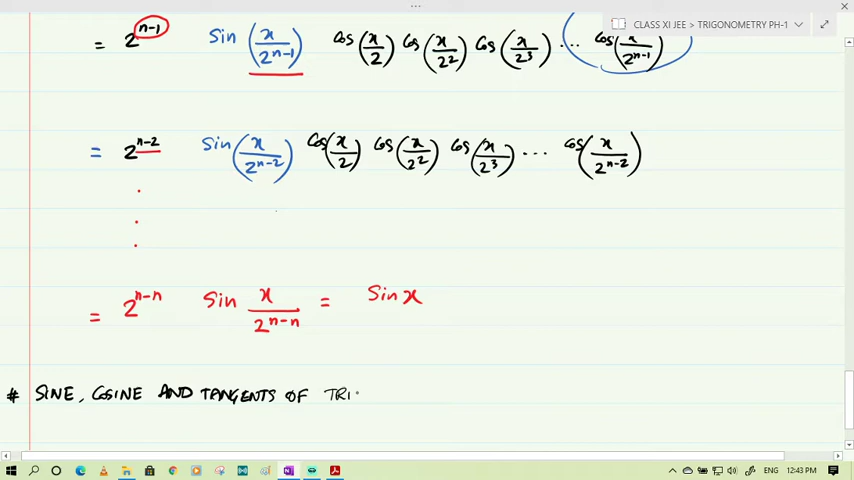 CLASS XI JEE > TRIGONOMETRY PH-1
= 2^{n-1} Sin (x/2^{n-1}) Cos(x/2) Cos(x/2^2) Cos(x/2^3) ... Cos(x/2^{n-1})
= 2^{n-2} Sin(x/2^{n-2}) Cos(x/2) Cos(x/2^2) Cos(x/2^3) ... Cos(x/2^{n-2})
= 2^{n-n} Sin x/2^{n-n} = Sin x
# SINE, COSINE AND TANGENTS OF TRI
ENG 12:43 PM